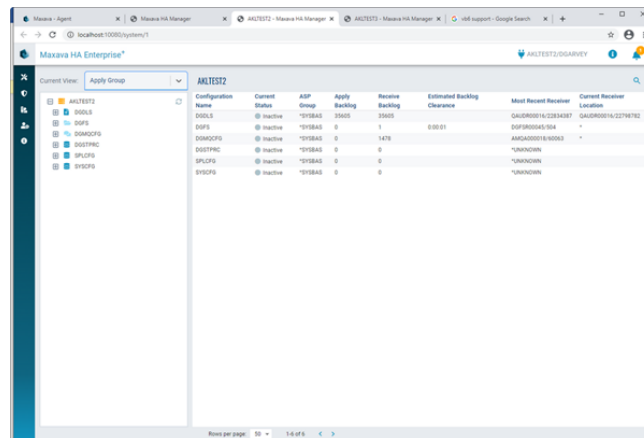 Maxava - Agent
Maxava HA Manager
AKLTEST2 - Maxava HA Manager
AKLTEST3 - Maxava HA Manager
vb6 support - Google Search
localhost:10080/system/1
Maxava HA Enterprise+
AKLTEST2/DGARVEY
Current View: Apply Group
AKLTEST2
AKLTEST2
DGDLS
DGFS
DGMQCFG
DGSTPRC
SPLCFG
SYSCFG
Configuration Name Current Status ASP Group Apply Backlog Receive Backlog Estimated Backlog Clearance Most Recent Receiver Current Receiver Location
DGDLS Inactive *SYSBAS 35605 35605 QAUDR00016/22834387 QAUDR00016/22798782
DGFS Inactive *SYSBAS 0 1 0:00:01 DGFSR00045/504 *
DGMQCFG Inactive *SYSBAS 0 1478 AMQA000018/60063 *
DGSTPRC Inactive *SYSBAS 0 0 *UNKNOWN
SPLCFG Inactive *SYSBAS 0 0 *UNKNOWN
SYSCFG Inactive *SYSBAS 0 0 *UNKNOWN
Rows per page: 50 1-6 of 6